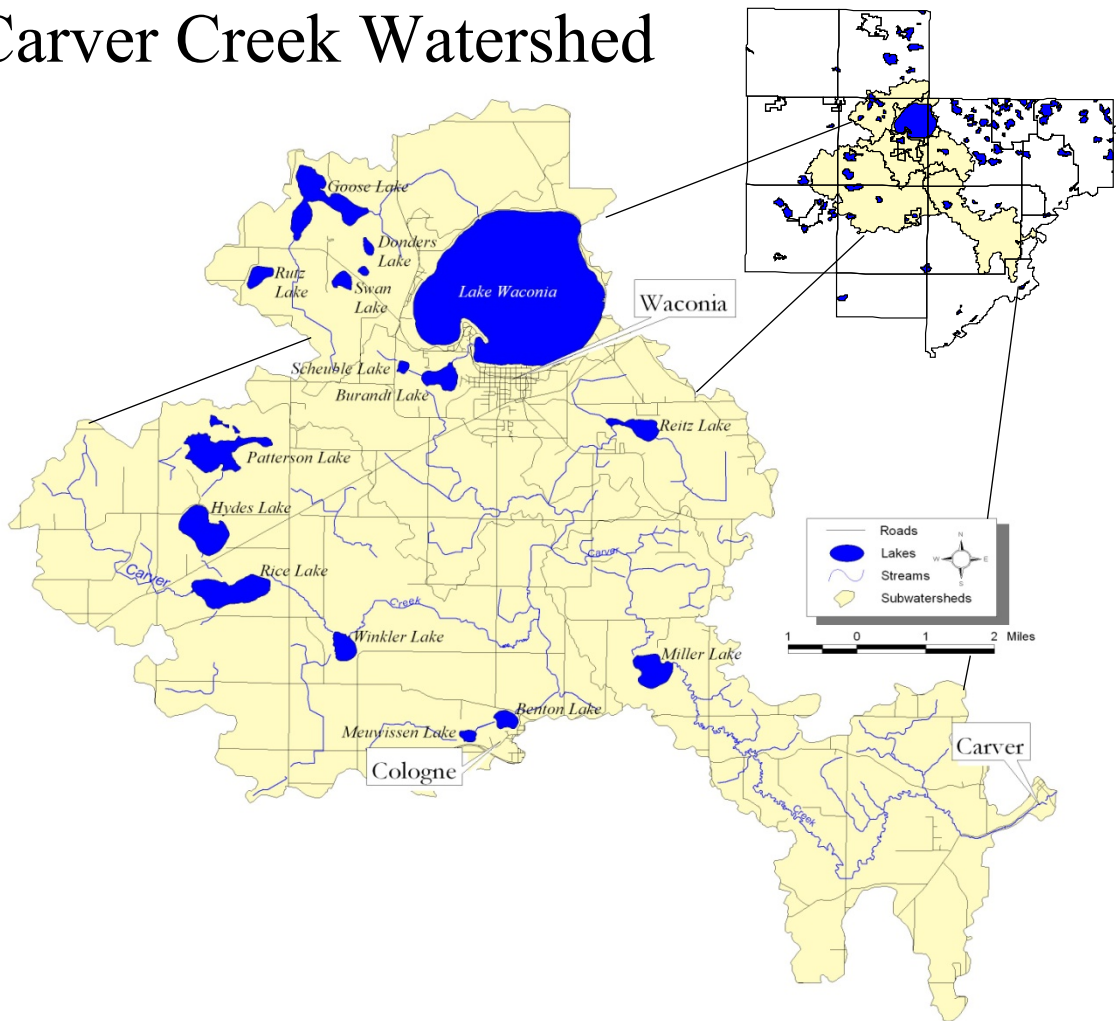 Carver Creek Watershed
Goose Lake
Donders
Lake
Rutz
Lake
Swan
Lake
Lake Waconia
Waconia
Scheuble Lake
Burandt Lake
Reitz Lake
Patterson Lake
Hydes Lake
Rice Lake
Carver
Carver
Creek
Winkler Lake
Miller Lake
Benton Lake
Meuwissen Lake
Cologne
Carver
Creek
Roads
Lakes
Streams
Subwatersheds
N
W
E
S
1 0 1 2 Miles